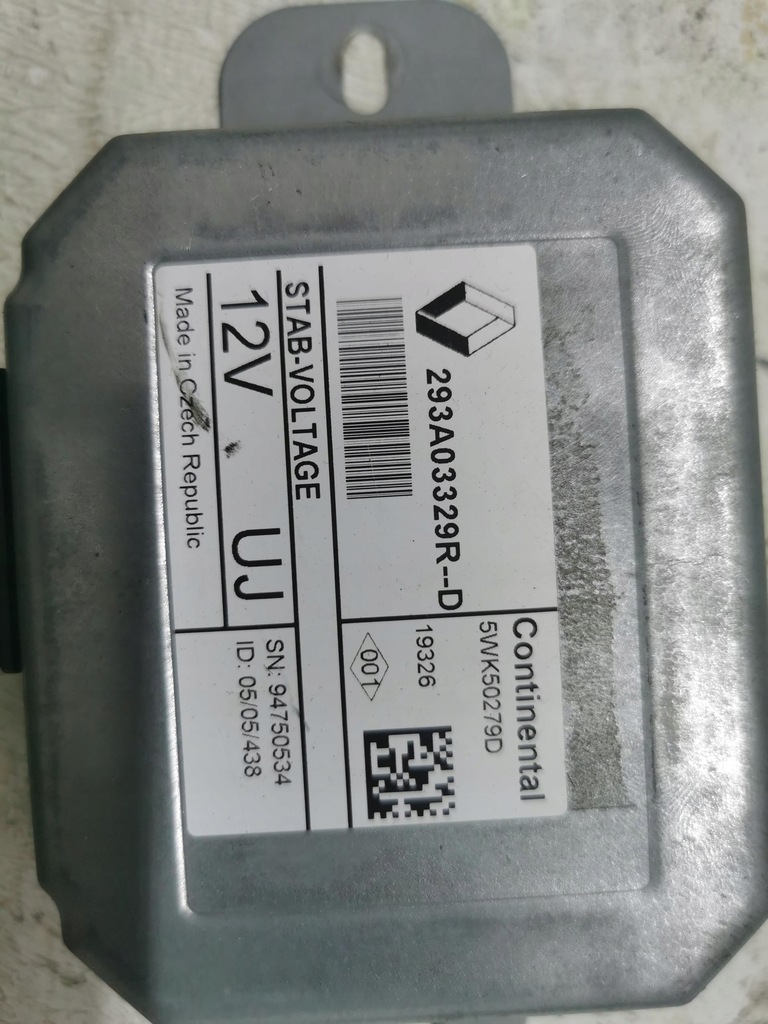 293A03329R--D
Continental
5WK50279D
19326
001
STAB-VOLTAGE
12V UJ
SN: 94750534
ID: 05/05/438
Made in Czech Republic